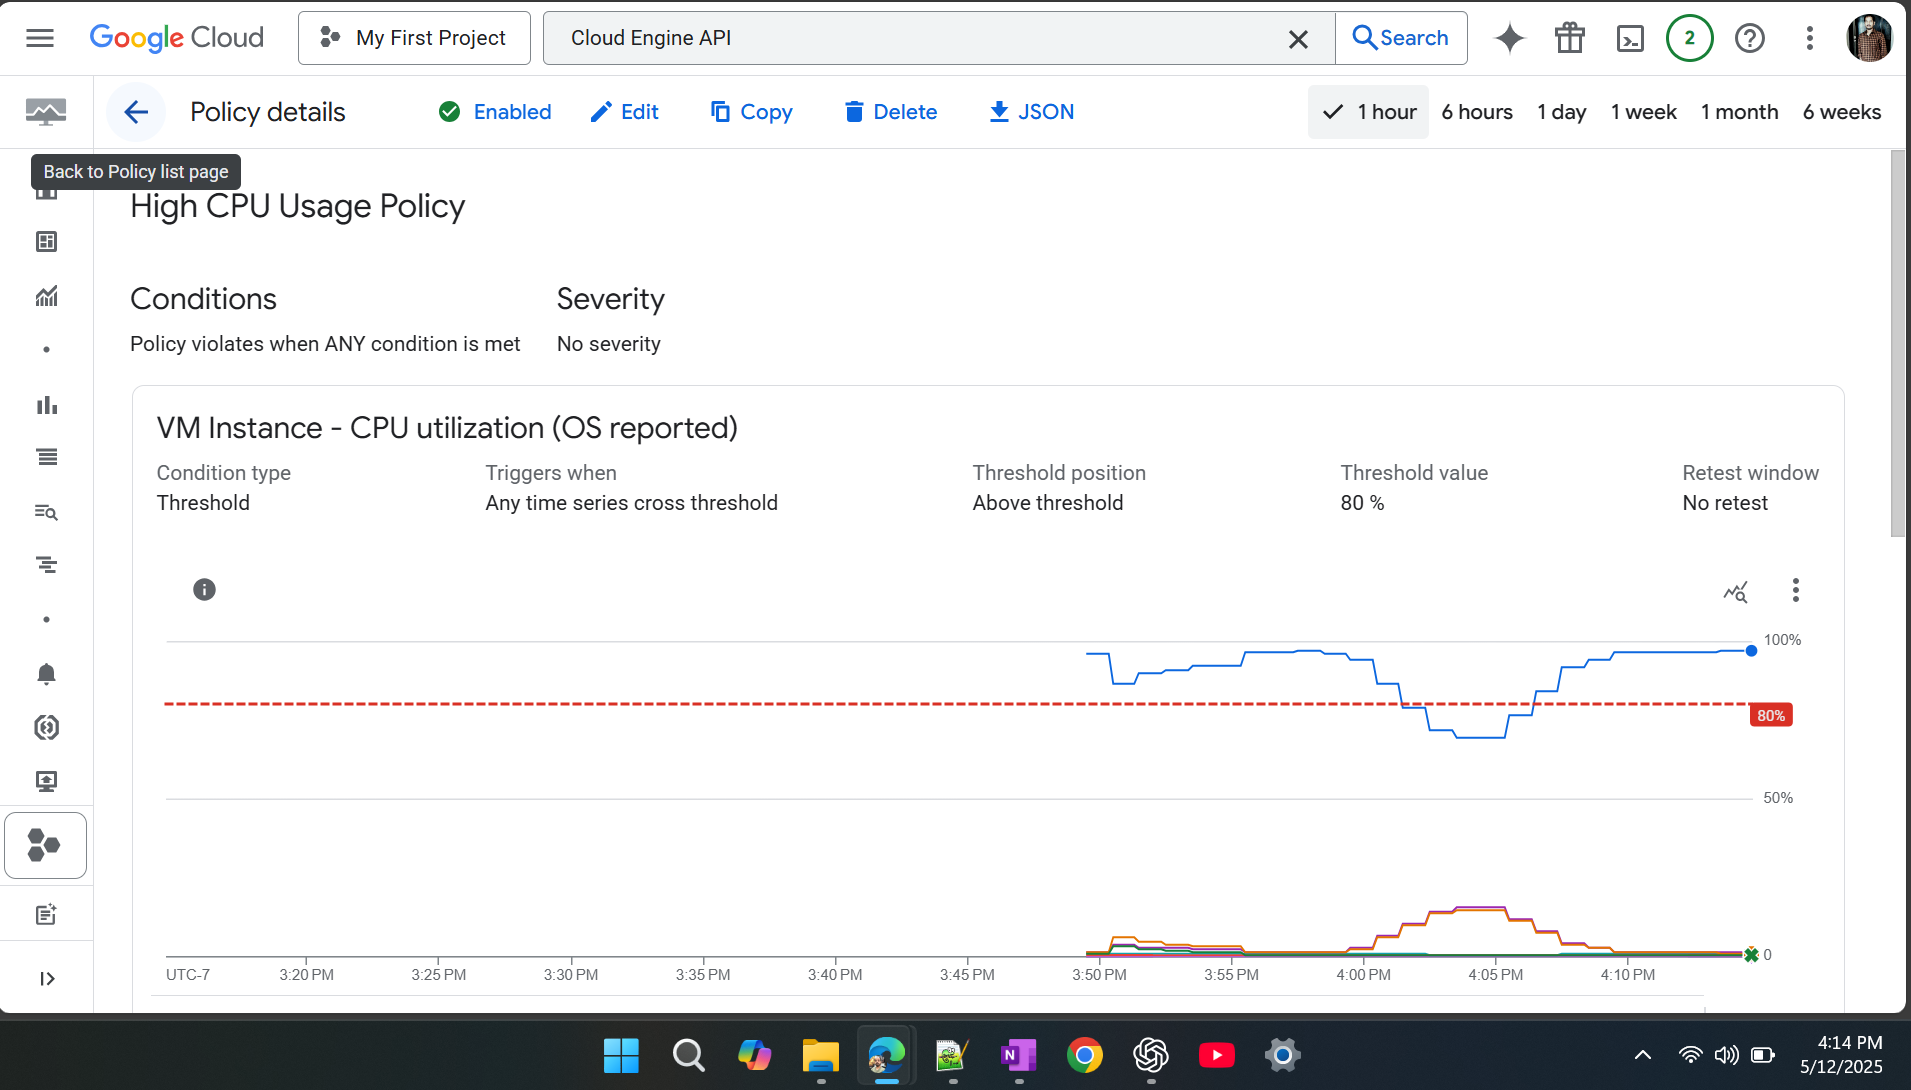 Google Cloud
My First Project
Cloud Engine API
Search
2
Policy details
Enabled
Edit
Copy
Delete
JSON
1 hour
6 hours
1 day
1 week
1 month
6 weeks
Back to Policy list page
High CPU Usage Policy
Conditions
Severity
Policy violates when ANY condition is met
No severity
VM Instance - CPU utilization (OS reported)
Condition type
Triggers when
Threshold position
Threshold value
Retest window
Threshold
Any time series cross threshold
Above threshold
80 %
No retest
100%
80%
50%
0
UTC-7
3:20 PM
3:25 PM
3:30 PM
3:35 PM
3:40 PM
3:45 PM
3:50 PM
3:55 PM
4:00 PM
4:05 PM
4:10 PM
N
4:14 PM
5/12/2025